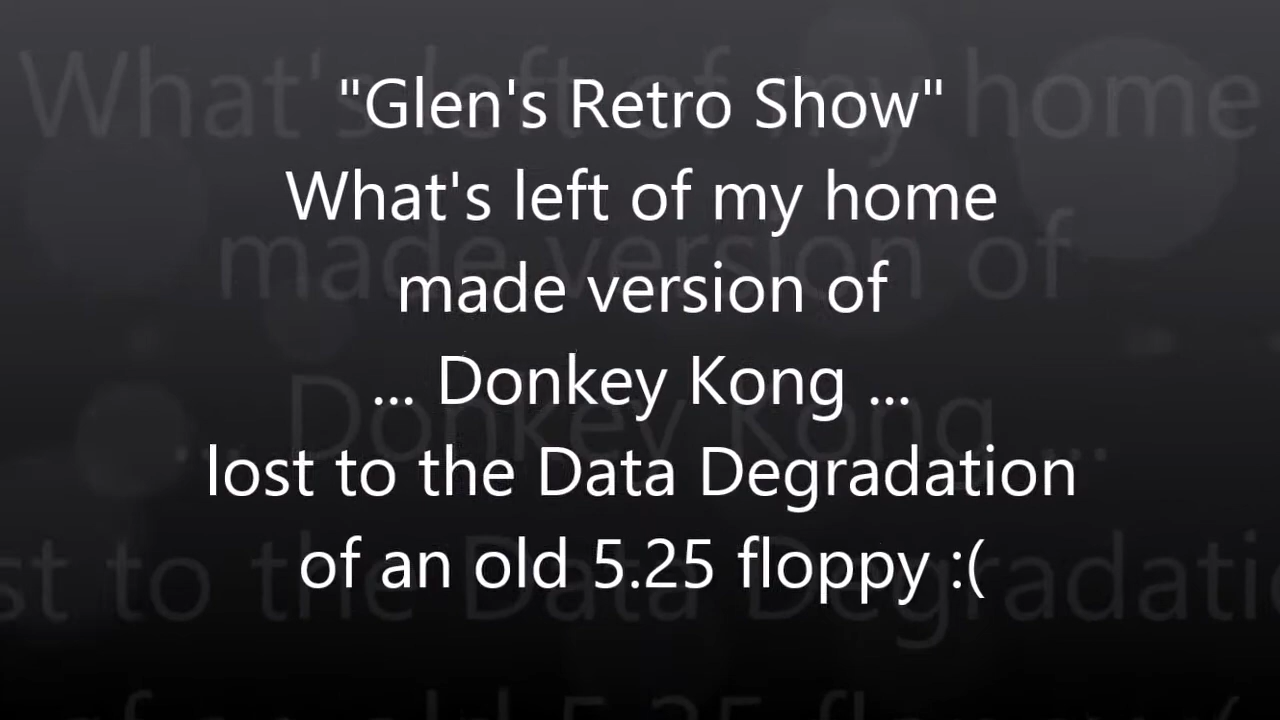 "Glen's Retro Show"
What's left of my home
made version of
... Donkey Kong ...
lost to the Data Degradation
of an old 5.25 floppy :(